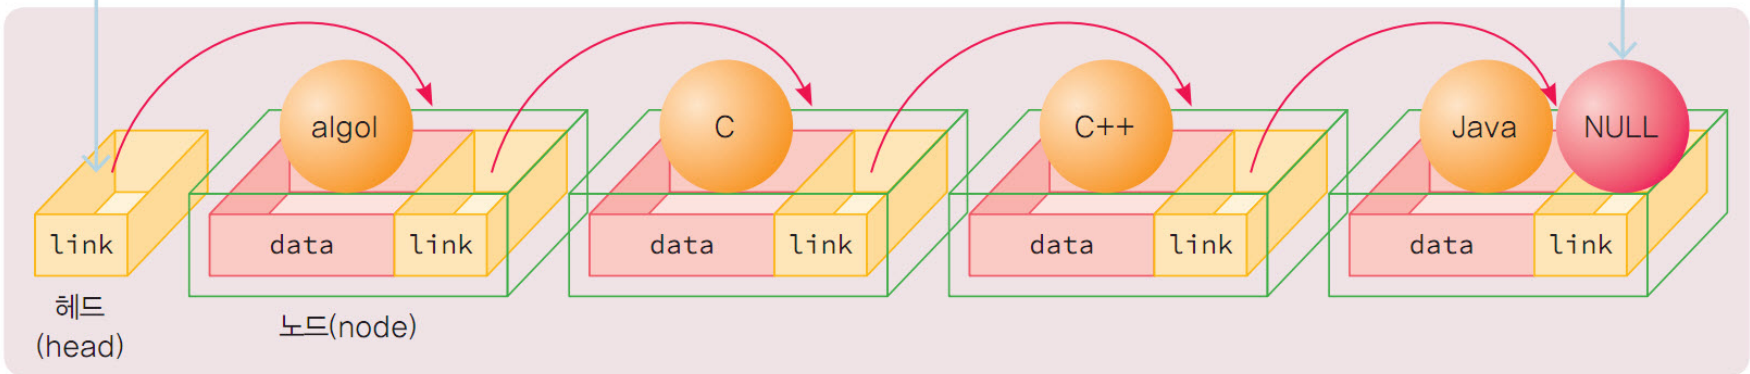 algol C C++ Java NULL
link data link data link data link data link
헤드
(head)
노드(node)